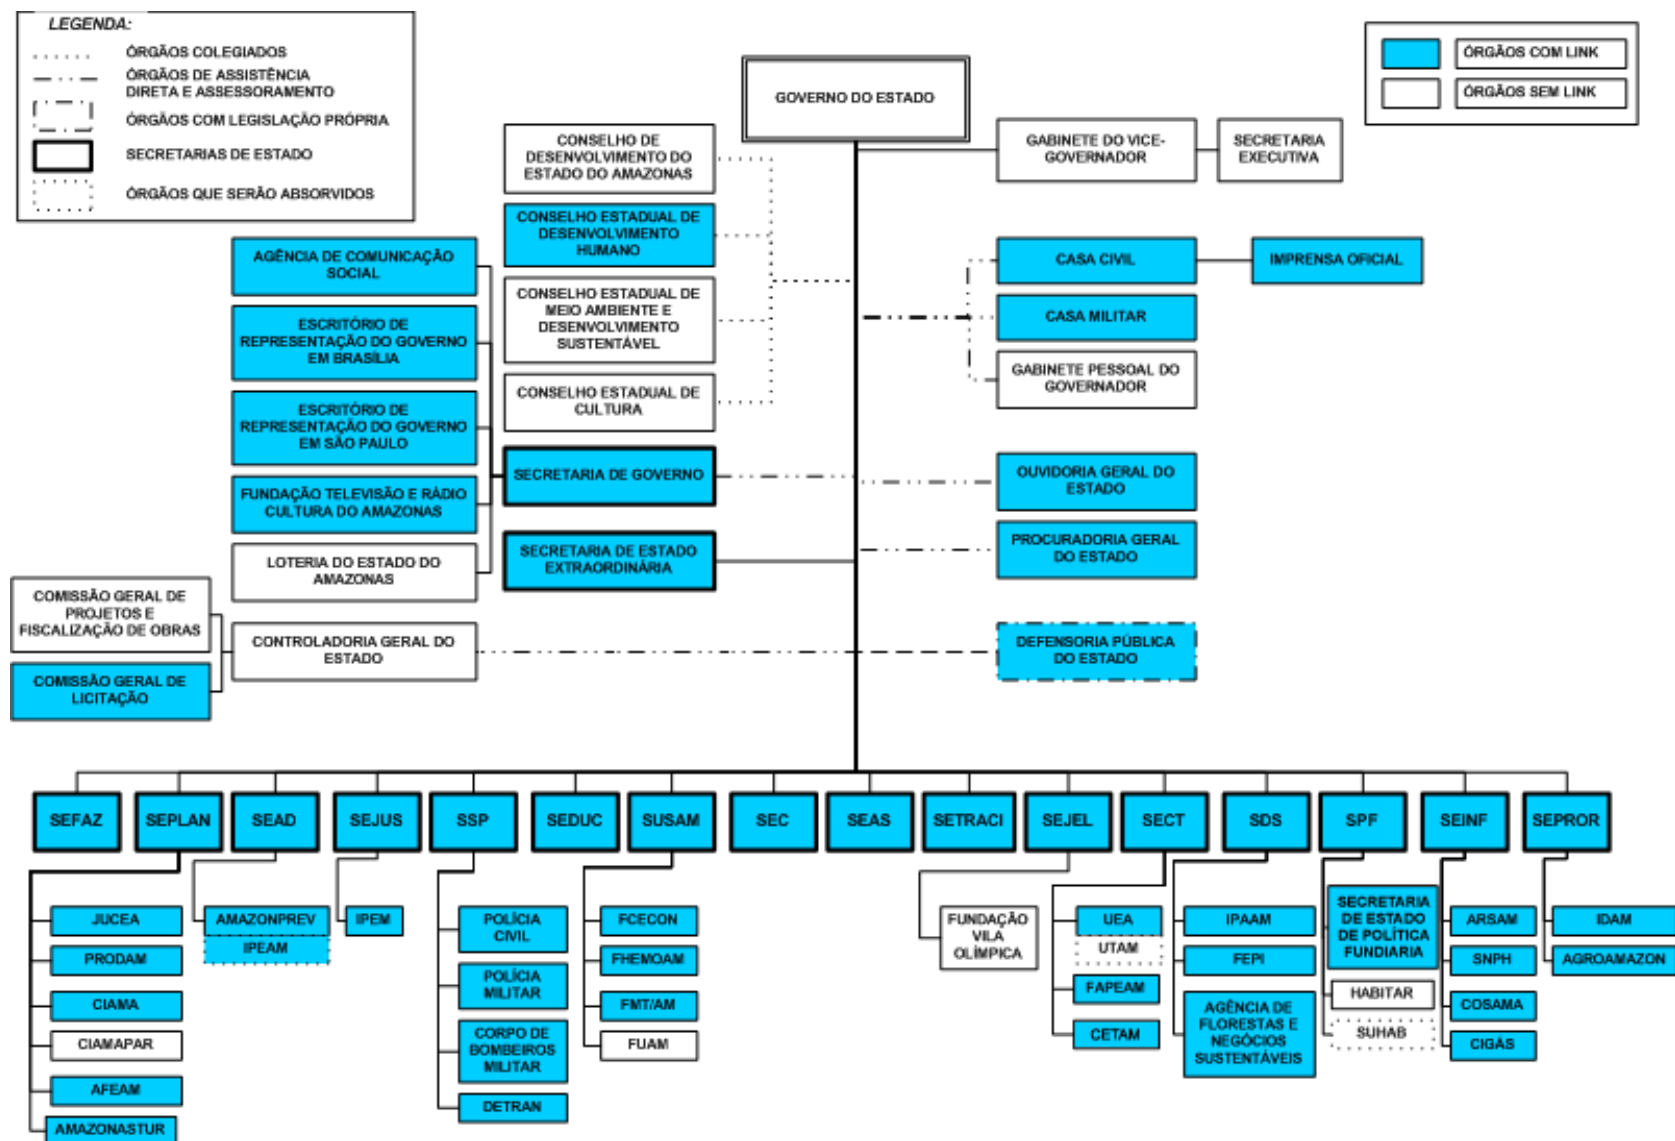 LEGENDA:
ÓRGÃOS COLEGIADOS
ÓRGÃOS DE ASSISTÊNCIA
DIRETA E ASSESSORAMENTO
ÓRGÃOS COM LEGISLAÇÃO PRÓPRIA
SECRETARIAS DE ESTADO
ÓRGÃOS QUE SERÃO ABSORVIDOS
ÓRGÃOS COM LINK
ÓRGÃOS SEM LINK
GOVERNO DO ESTADO
GABINETE DO VICE-
GOVERNADOR
SECRETARIA
EXECUTIVA
CONSELHO DE
DESENVOLVIMENTO DO
ESTADO DO AMAZONAS
CONSELHO ESTADUAL DE
DESENVOLVIMENTO
HUMANO
CONSELHO ESTADUAL DE
MEIO AMBIENTE E
DESENVOLVIMENTO
SUSTENTÁVEL
CONSELHO ESTADUAL DE
CULTURA
CASA CIVIL
IMPRENSA OFICIAL
CASA MILITAR
GABINETE PESSOAL DO
GOVERNADOR
AGÊNCIA DE COMUNICAÇÃO
SOCIAL
ESCRITÓRIO DE
REPRESENTAÇÃO DO GOVERNO
EM BRASÍLIA
ESCRITÓRIO DE
REPRESENTAÇÃO DO GOVERNO
EM SÃO PAULO
FUNDAÇÃO TELEVISÃO E RÁDIO
CULTURA DO AMAZONAS
LOTERIA DO ESTADO DO
AMAZONAS
SECRETARIA DE GOVERNO
SECRETARIA DE ESTADO
EXTRAORDINÁRIA
OUVIDORIA GERAL DO
ESTADO
PROCURADORIA GERAL
DO ESTADO
COMISSÃO GERAL DE
PROJETOS E
FISCALIZAÇÃO DE OBRAS
COMISSÃO GERAL DE
LICITAÇÃO
CONTROLADORIA GERAL DO
ESTADO
DEFENSORIA PÚBLICA
DO ESTADO
SEFAZ
SEPLAN
SEAD
SEJUS
SSP
SEDUC
SUSAM
SEC
SEAS
SETRACI
SEJEL
SECT
SDS
SPF
SEINF
SEPROR
JUCEA
PRODAM
CIAMA
CIAMAPAR
AFEAM
AMAZONASTUR
AMAZONPREV
IPEAM
IPEM
POLÍCIA
CIVIL
POLÍCIA
MILITAR
CORPO DE
BOMBEIROS
MILITAR
DETRAN
FCECON
FHEMOAM
FMT/AM
FUAM
FUNDAÇÃO
VILA
OLÍMPICA
UEA
UTAM
FAPEAM
CETAM
IPAAM
FEPI
AGÊNCIA DE
FLORESTAS E
NEGÓCIOS
SUSTENTÁVEIS
SECRETARIA
DE ESTADO
DE POLÍTICA
FUNDIARIA
HABITAR
SUHAB
ARSAM
SNPH
COSAMA
CIGÁS
IDAM
AGROAMAZON